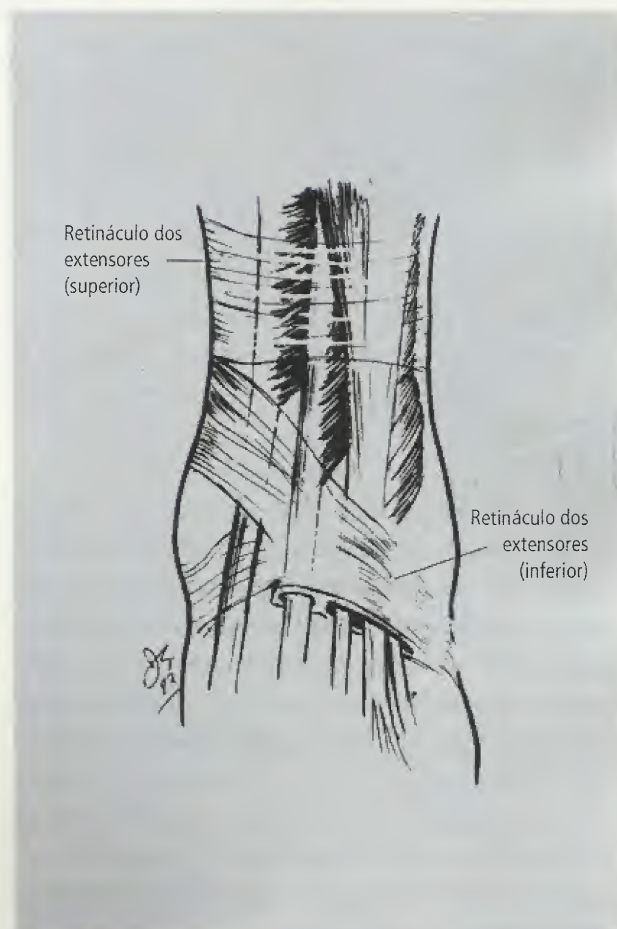 Retináculo dos
extensores
(superior)
Retináculo dos
extensores
(inferior)